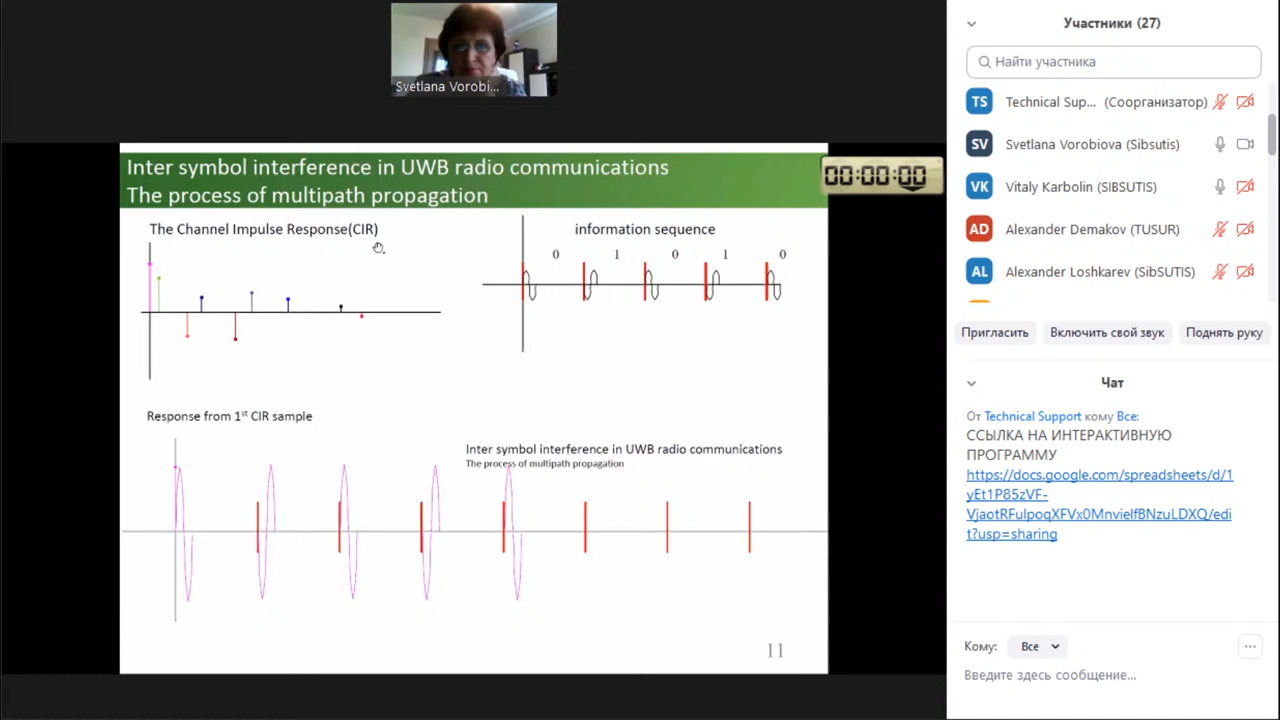 Svetlana Vorobi...
Inter symbol interference in UWB radio communications
The process of multipath propagation
00:00:00
The Channel Impulse Response(CIR)
information sequence
0 1 0 1 0
Response from 1st CIR sample
Inter symbol interference in UWB radio communications
The process of multipath propagation
11
Участники (27)
Найти участника
TS Technical Sup... (Соорганизатор)
SV Svetlana Vorobiova (Sibsutis)
VK Vitaly Karbolin (SIBSUTIS)
AD Alexander Demakov (TUSUR)
AL Alexander Loshkarev (SibSUTIS)
Пригласить Включить свой звук Поднять руку
Чат
От Technical Support кому Все:
ССЫЛКА НА ИНТЕРАКТИВНУЮ
ПРОГРАММУ
https://docs.google.com/spreadsheets/d/1
yEt1P85zVF-
VjaotRFulpoqXFVx0MnvielfBNzuLDXQ/edi
t?usp=sharing
Кому: Все
Введите здесь сообщение...